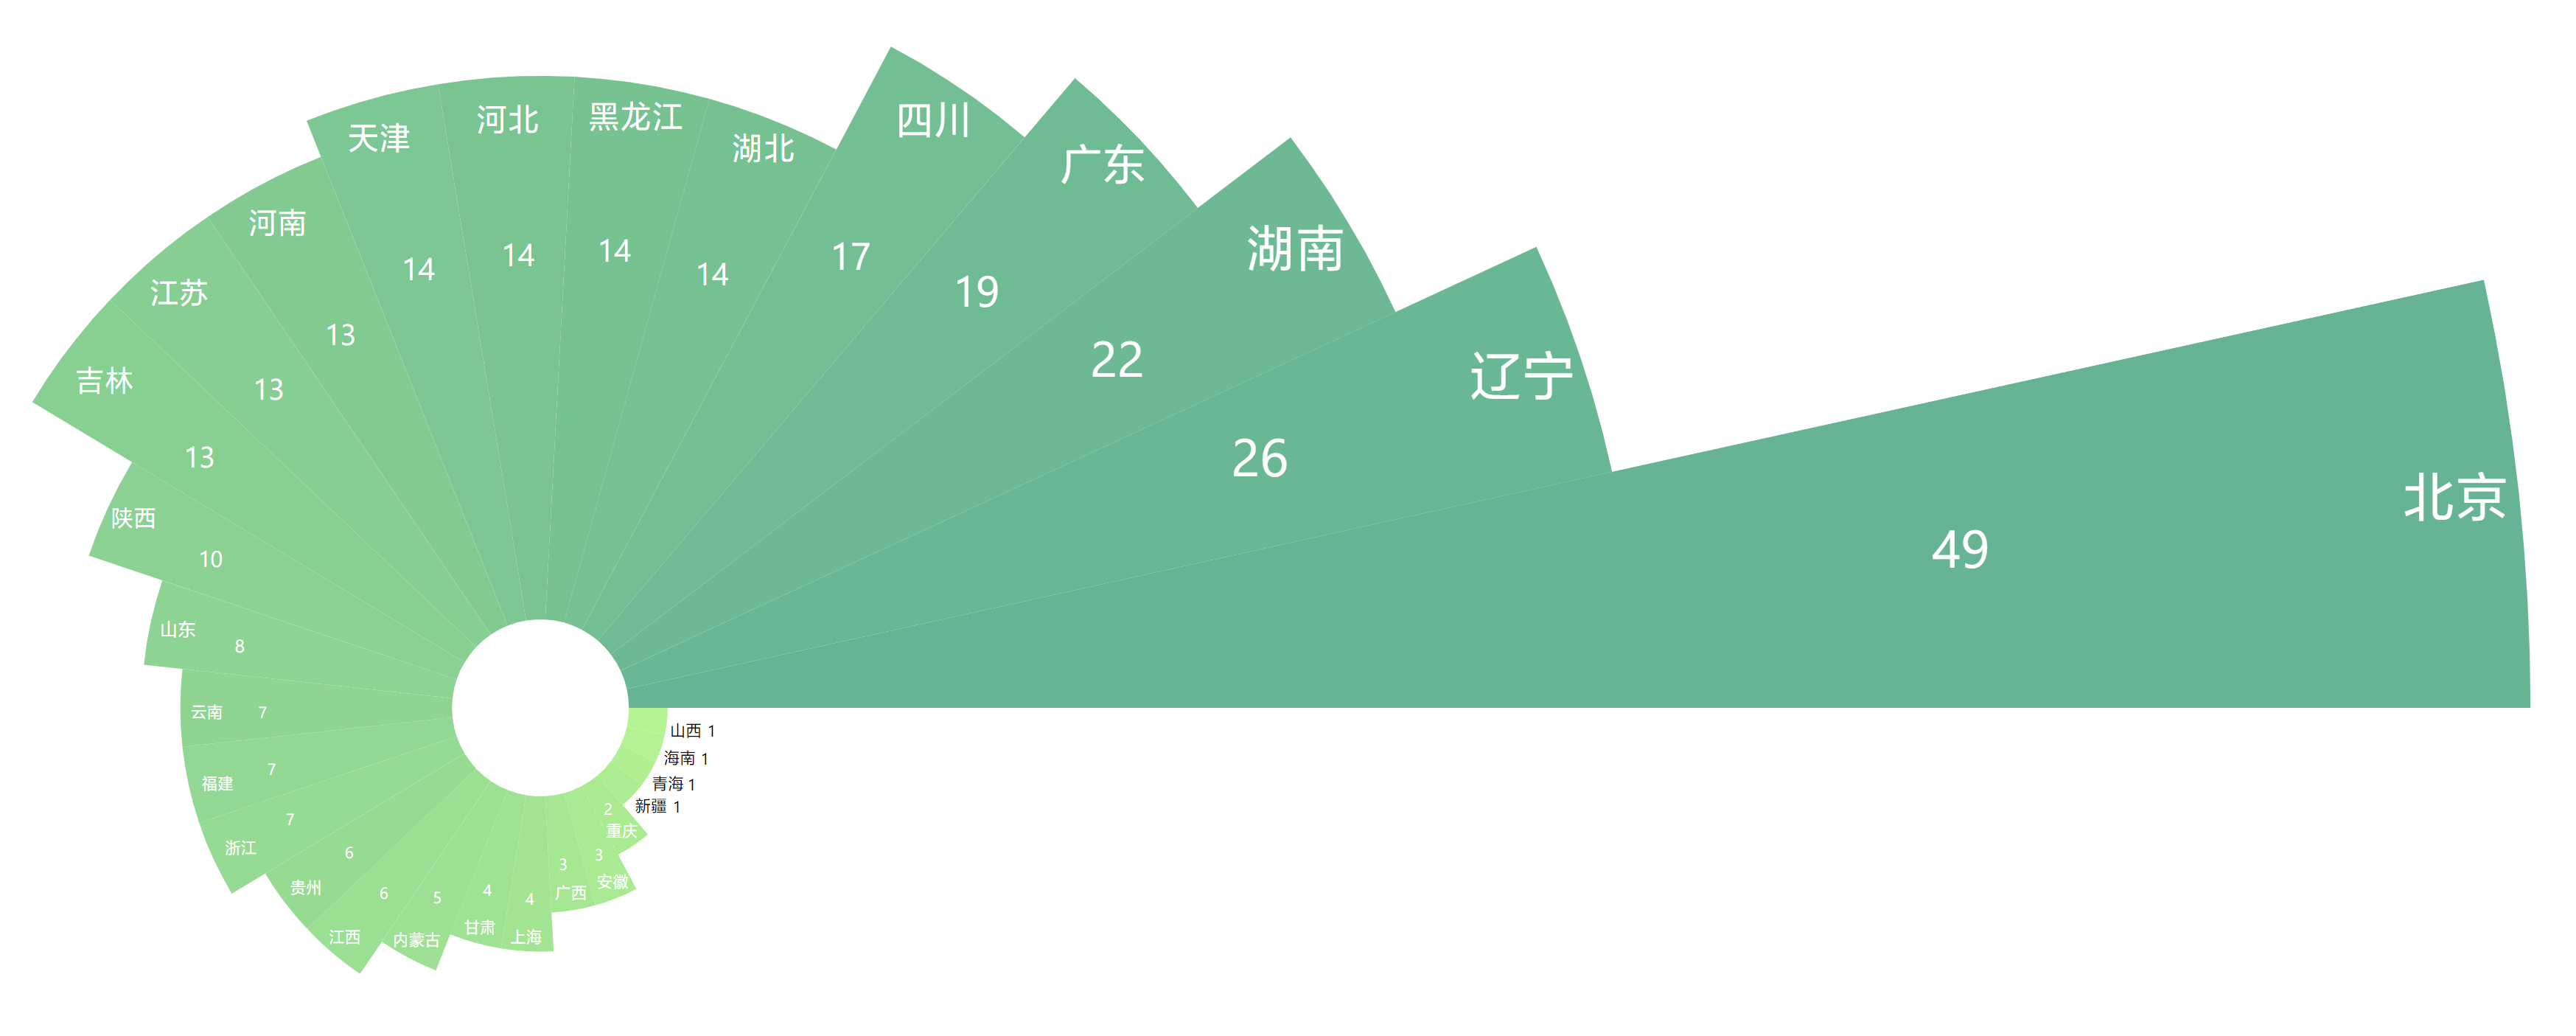 北京
49
辽宁
26
湖南
22
广东
19
四川
17
湖北
14
黑龙江
14
河北
14
天津
14
河南
13
江苏
13
吉林
13
陕西
10
山东
8
云南
7
福建
7
浙江
7
贵州
6
江西
6
内蒙古
5
甘肃
4
上海
4
广西
3
安徽
3
重庆
2
新疆 1
青海 1
海南 1
山西 1